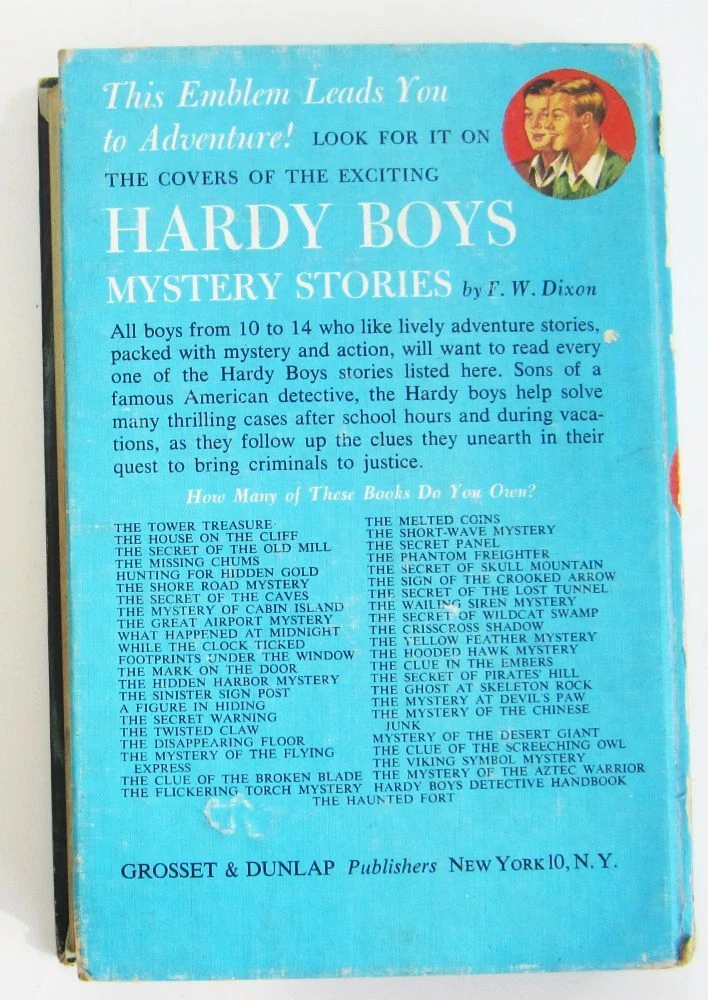 This Emblem Leads You
to Adventure! LOOK FOR IT ON
THE COVERS OF THE EXCITING
HARDY BOYS
MYSTERY STORIES by F. W. Dixon
All boys from 10 to 14 who like lively adventure stories,
packed with mystery and action, will want to read every
one of the Hardy Boys stories listed here. Sons of a
famous American detective, the Hardy boys help solve
many thrilling cases after school hours and during vaca-
tions, as they follow up the clues they unearth in their
quest to bring criminals to justice.
How Many of These Books Do You Own?
THE TOWER TREASURE
THE HOUSE ON THE CLIFF
THE SECRET OF THE OLD MILL
THE MISSING CHUMS
HUNTING FOR HIDDEN GOLD
THE SHORE ROAD MYSTERY
THE SECRET OF THE CAVES
THE MYSTERY OF CABIN ISLAND
THE GREAT AIRPORT MYSTERY
WHAT HAPPENED AT MIDNIGHT
WHILE THE CLOCK TICKED
FOOTPRINTS UNDER THE WINDOW
THE MARK ON THE DOOR
THE HIDDEN HARBOR MYSTERY
THE SINISTER SIGN POST
A FIGURE IN HIDING
THE SECRET WARNING
THE TWISTED CLAW
THE DISAPPEARING FLOOR
THE MYSTERY OF THE FLYING
EXPRESS
THE CLUE OF THE BROKEN BLADE
THE FLICKERING TORCH MYSTERY
THE MELTED COINS
THE SHORT-WAVE MYSTERY
THE SECRET PANEL
THE PHANTOM FREIGHTER
THE SECRET OF SKULL MOUNTAIN
THE SIGN OF THE CROOKED ARROW
THE SECRET OF THE LOST TUNNEL
THE WAILING SIREN MYSTERY
THE SECRET OF WILDCAT SWAMP
THE CRISSCROSS SHADOW
THE YELLOW FEATHER MYSTERY
THE HOODED HAWK MYSTERY
THE CLUE IN THE EMBERS
THE SECRET OF PIRATES' HILL
THE GHOST AT SKELETON ROCK
THE MYSTERY AT DEVIL'S PAW
THE MYSTERY OF THE CHINESE
JUNK
MYSTERY OF THE DESERT GIANT
THE CLUE OF THE SCREECHING OWL
THE VIKING SYMBOL MYSTERY
THE MYSTERY OF THE AZTEC WARRIOR
HARDY BOYS DETECTIVE HANDBOOK
THE HAUNTED FORT
GROSSET & DUNLAP Publishers NEW YORK 10, N. Y.